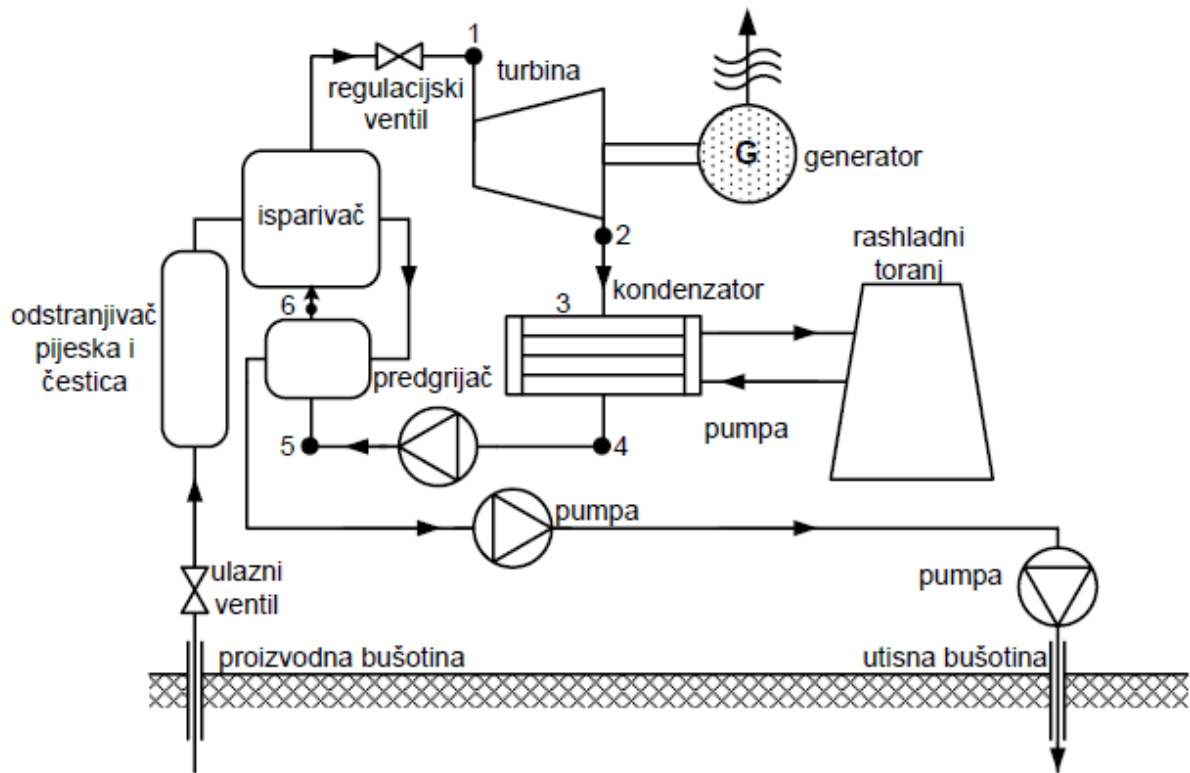 1
turbina
regulacijski
ventil
G
generator
isparivač
2
rashladni
toranj
kondenzator
3
6
odstranjivač
pijeska i
čestica
predgrijač
pumpa
5
4
pumpa
ulazni
ventil
pumpa
proizvodna bušotina
utisna bušotina